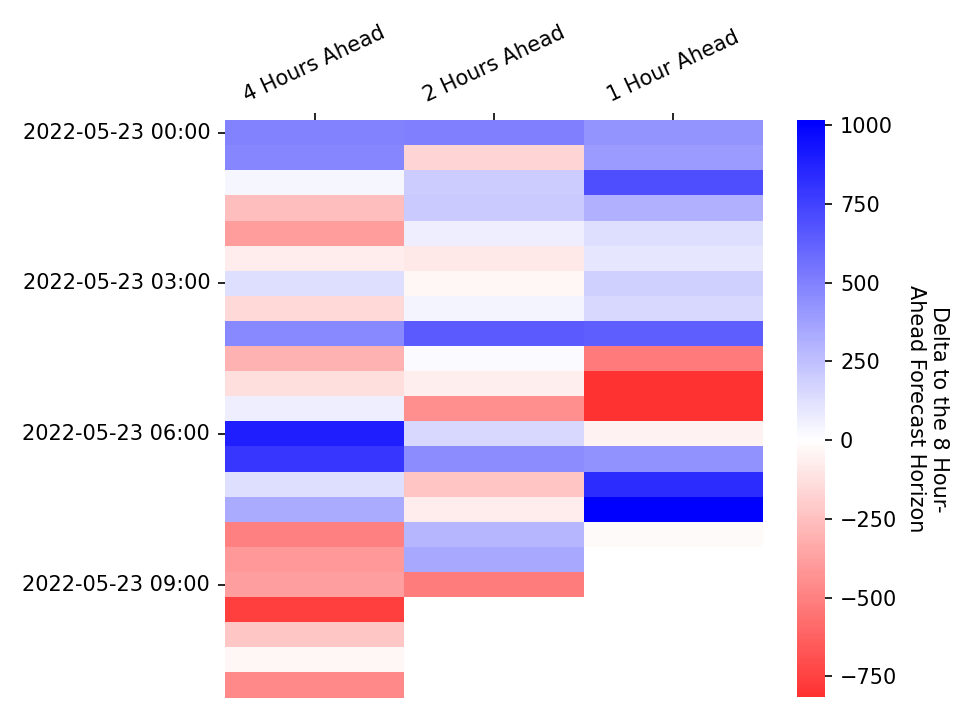 4 Hours Ahead
2 Hours Ahead
1 Hour Ahead
2022-05-23 00:00
2022-05-23 03:00
2022-05-23 06:00
2022-05-23 09:00
1000
750
500
250
0
−250
−500
−750
Delta to the 8 Hour-
Ahead Forecast Horizon